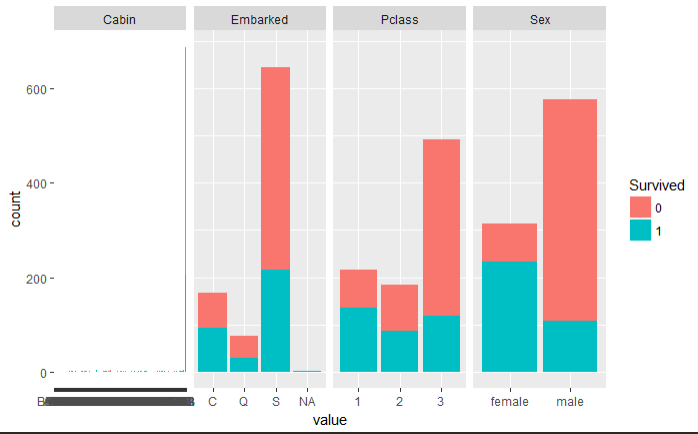 Cabin Embarked Pclass Sex
600
400
200
0
count
C Q S NA 1 2 3 female male
value
Survived
0
1